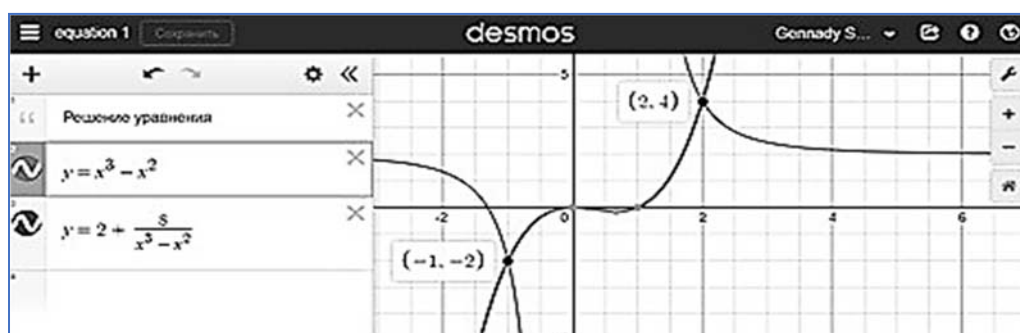 equation 1 Сохранить desmos Gennady S...
Решение уравнения
y = x³ − x²
y = 2 + 8/(x³ − x²)
5
(2, 4)
-2 0 2 4 6
(−1, −2)